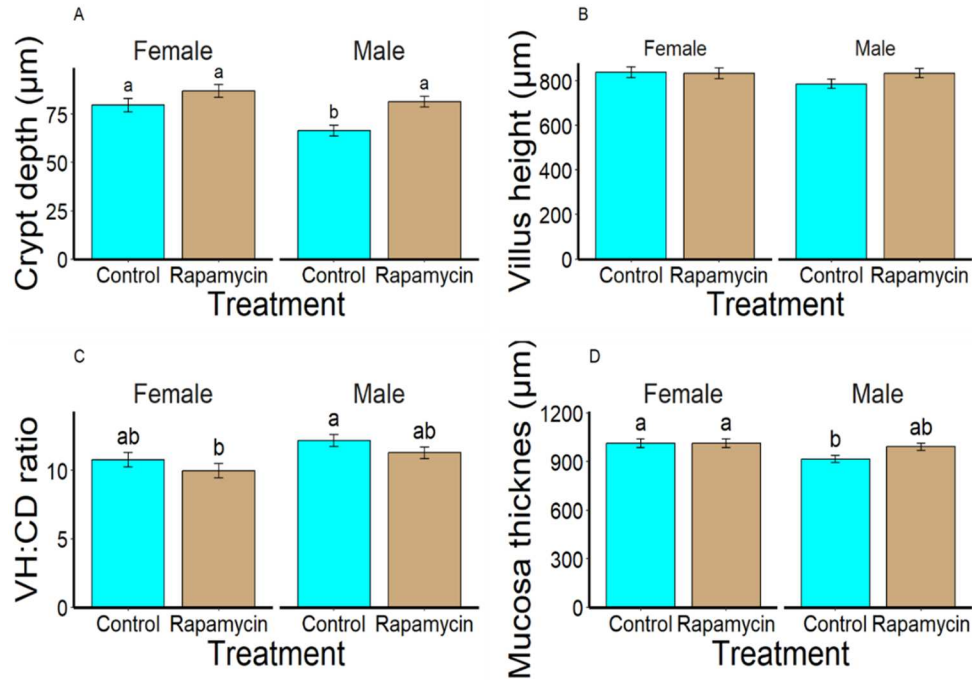 A
Female Male
Crypt depth (µm)
75
50
25
0
a a b a
Control Rapamycin Control Rapamycin
Treatment
B
Female Male
Villus height (µm)
800
600
400
200
0
Control Rapamycin Control Rapamycin
Treatment
C
Female Male
VH:CD ratio
10
5
0
ab b a ab
Control Rapamycin Control Rapamycin
Treatment
D
Female Male
Mucosa thicknes (µm)
1200
900
600
300
0
a a b ab
Control Rapamycin Control Rapamycin
Treatment